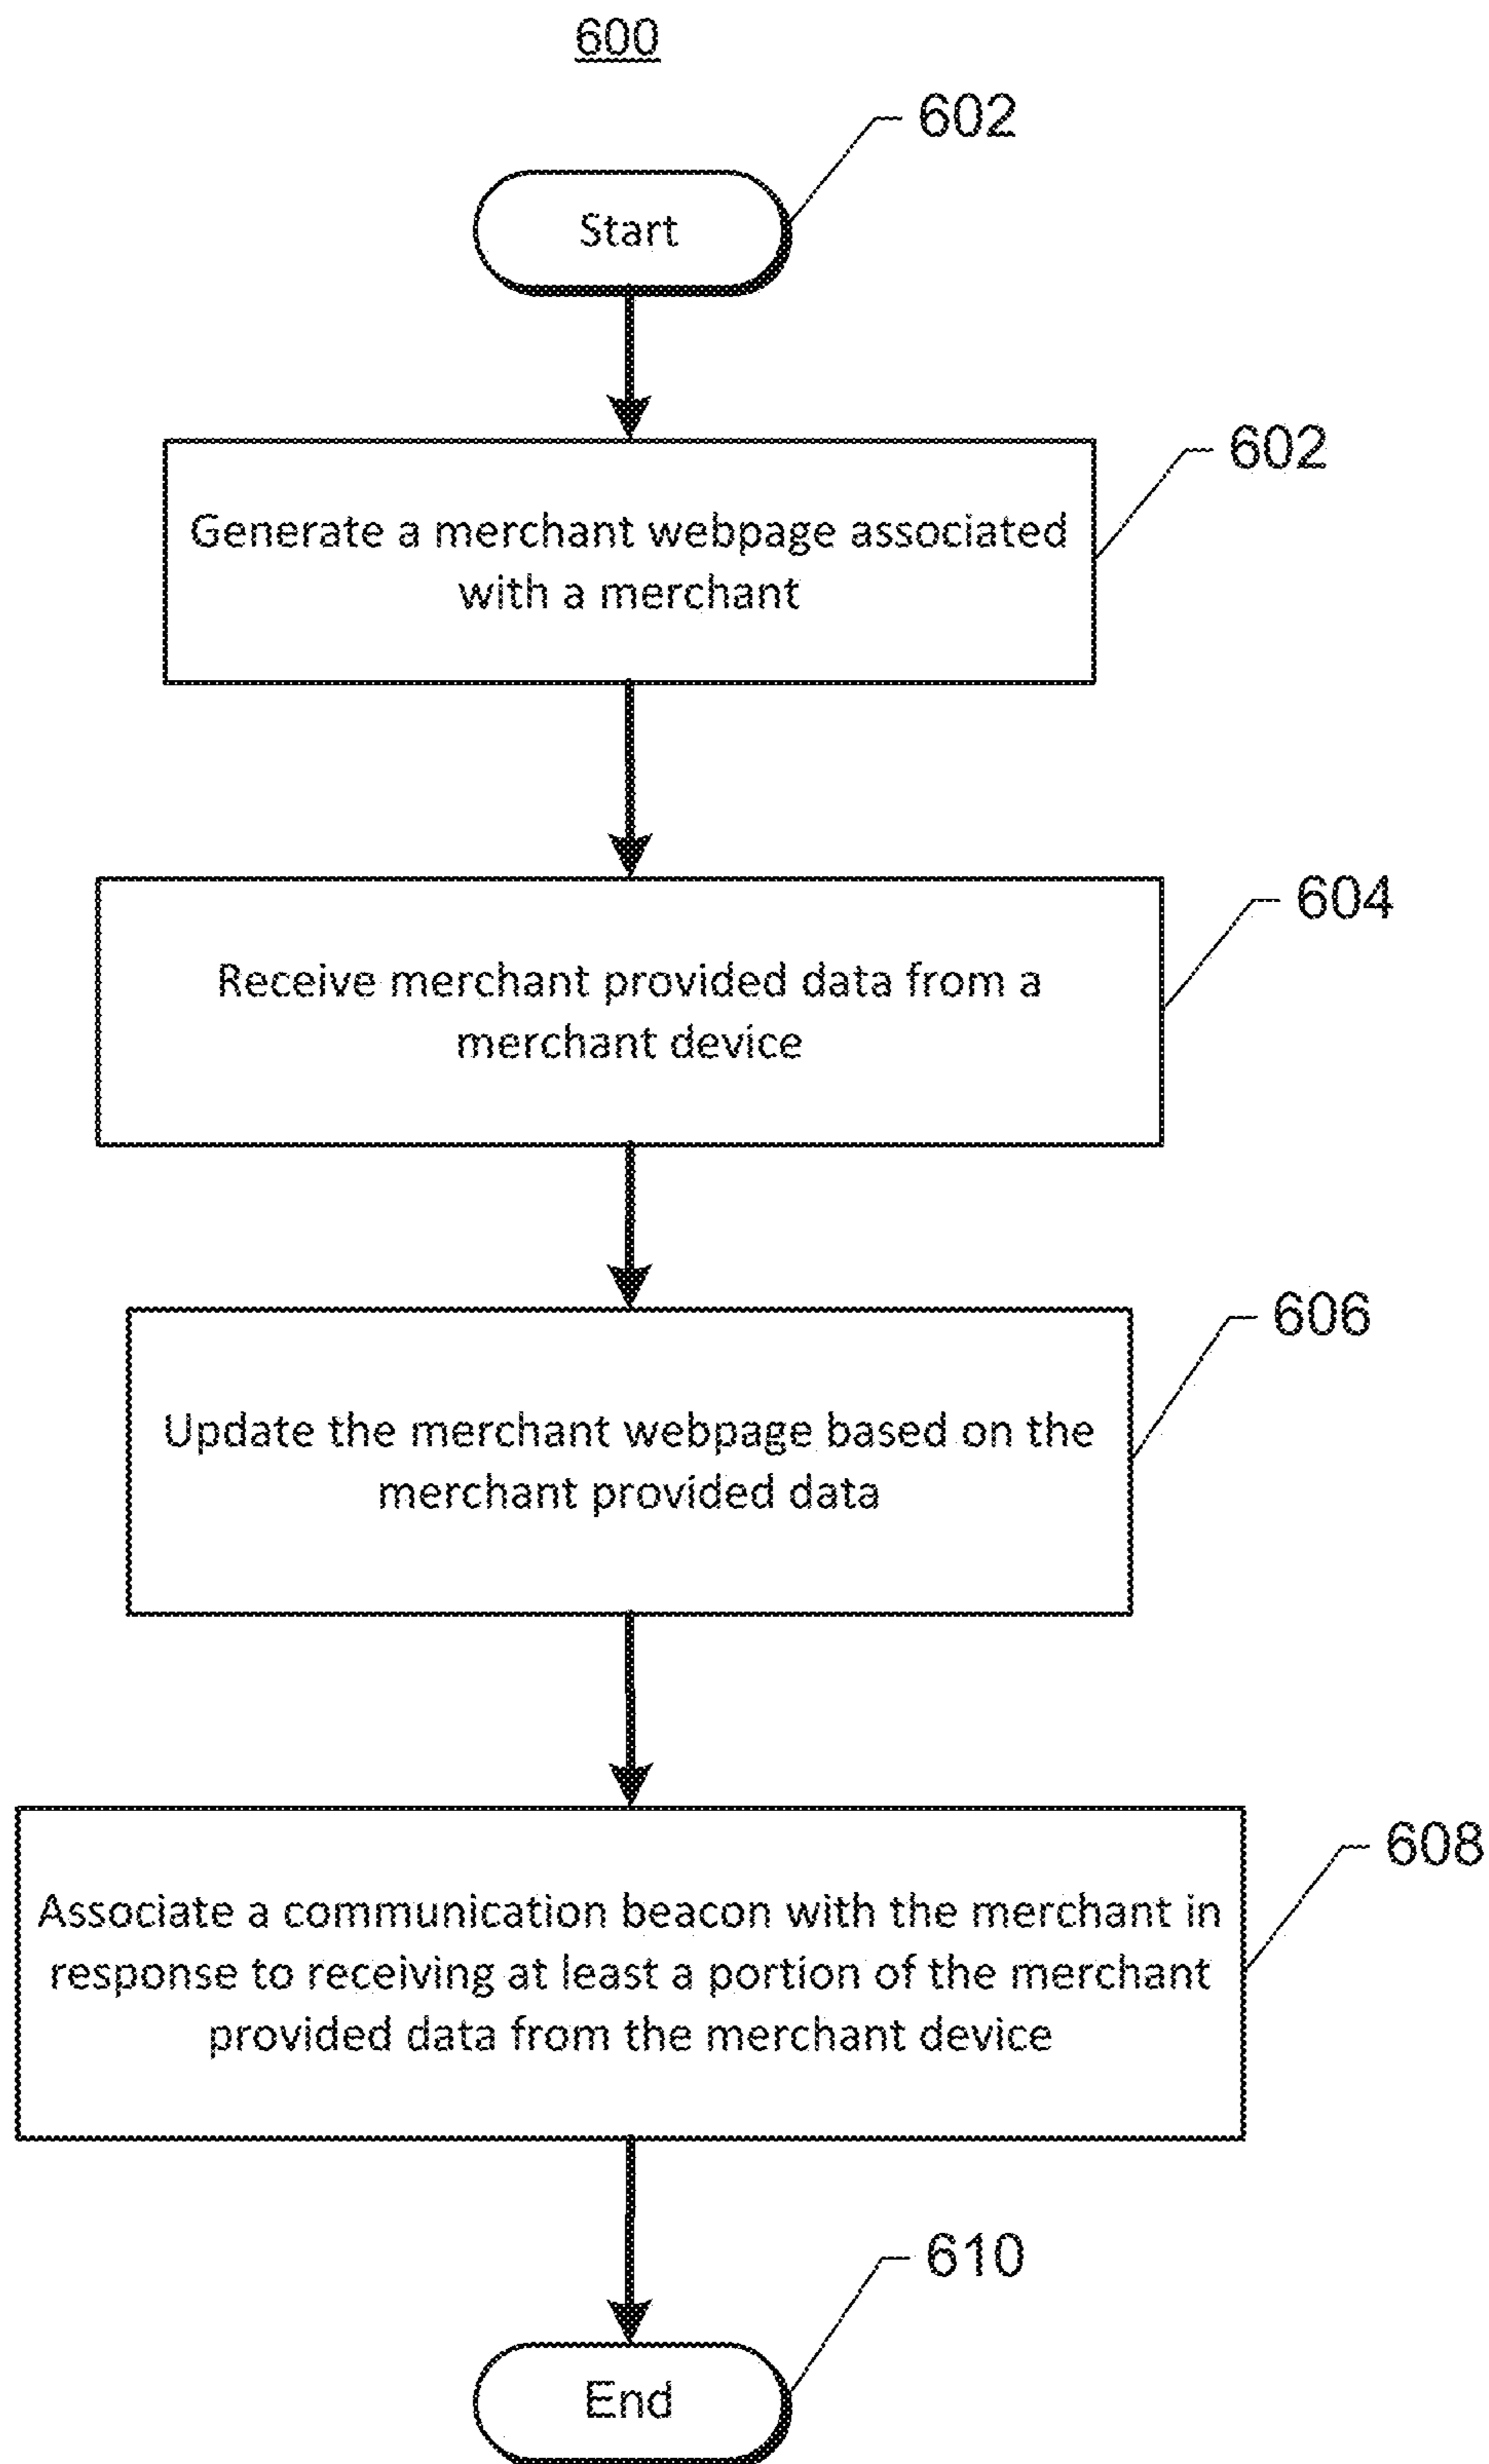 600
602
Start
602
Generate a merchant webpage associated
with a merchant
604
Receive merchant provided data from a
merchant device
606
Update the merchant webpage based on the
merchant provided data
608
Associate a communication beacon with the merchant in
response to receiving at least a portion of the merchant
provided data from the merchant device
610
End